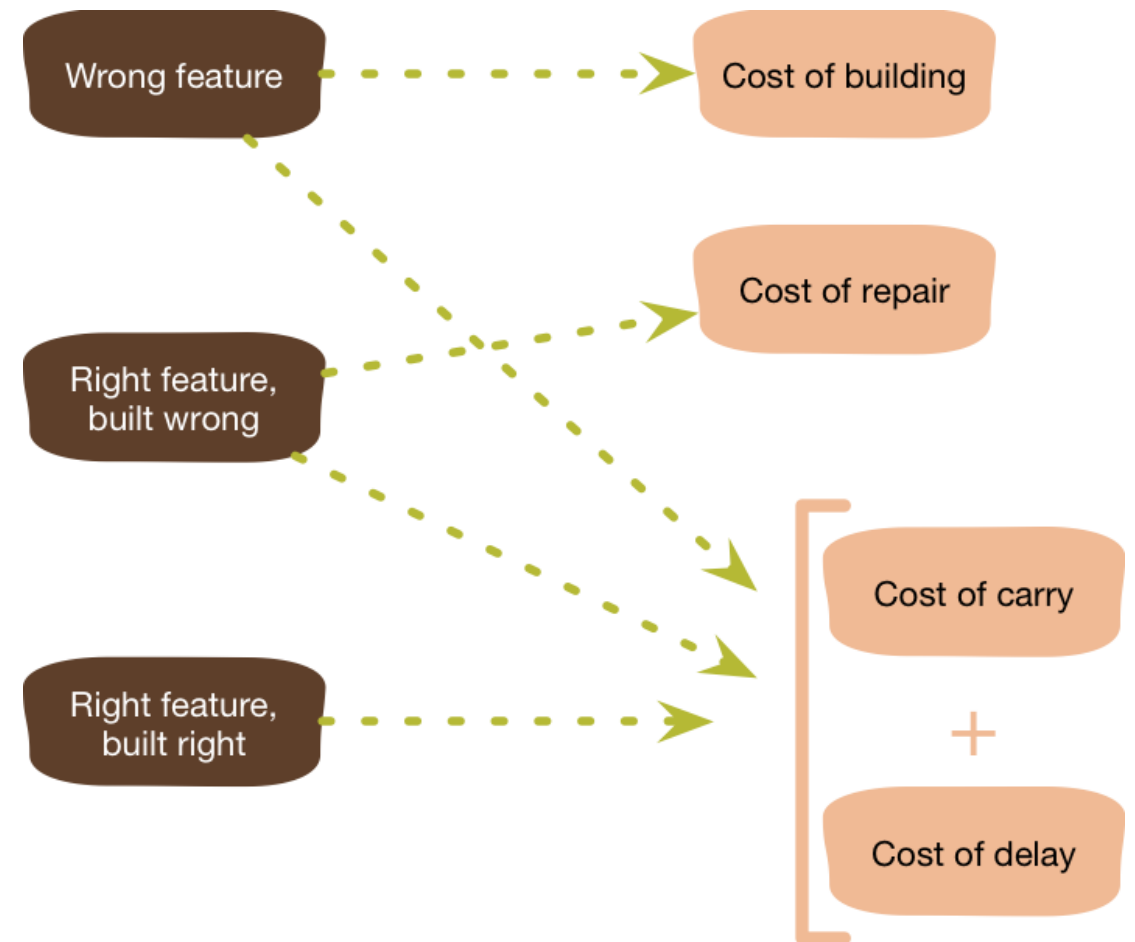 Wrong feature
Cost of building
Cost of repair
Right feature,
built wrong
Cost of carry
Right feature,
built right
+
Cost of delay